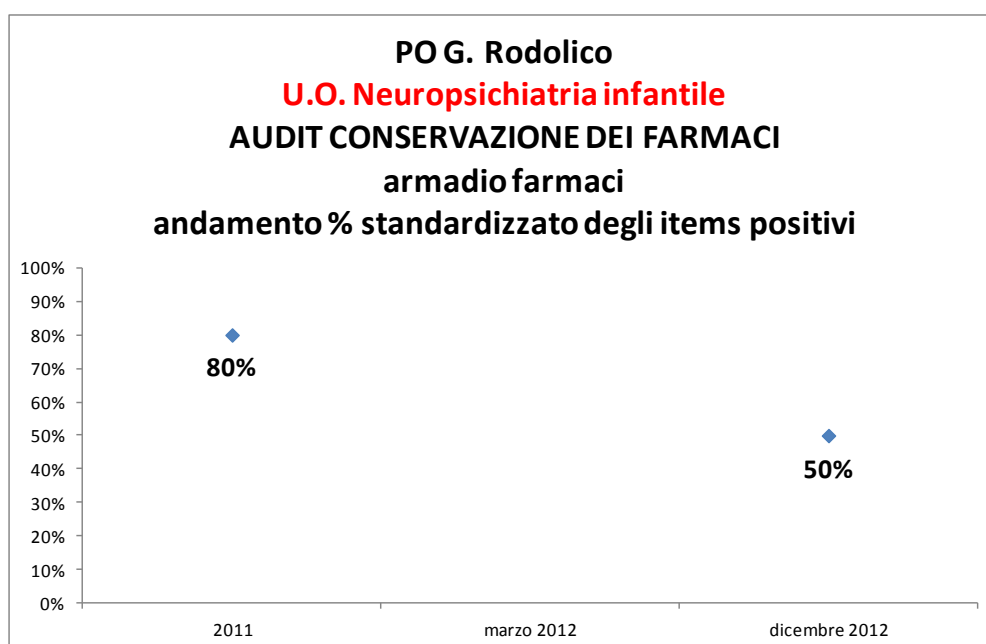 PO G. Rodolico
U.O. Neuropsichiatria infantile
AUDIT CONSERVAZIONE DEI FARMACI
armadio farmaci
andamento % standardizzato degli items positivi
100%
90%
80%
70%
60%
50%
40%
30%
20%
10%
0%
80%
50%
2011
marzo 2012
dicembre 2012